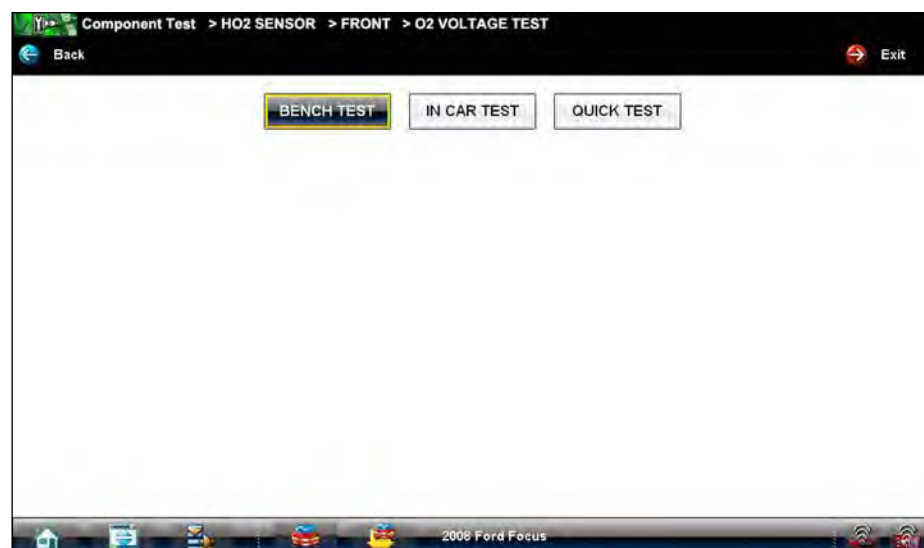 Component Test > HO2 SENSOR > FRONT > O2 VOLTAGE TEST
Back Exit
BENCH TEST IN CAR TEST QUICK TEST
2008 Ford Focus